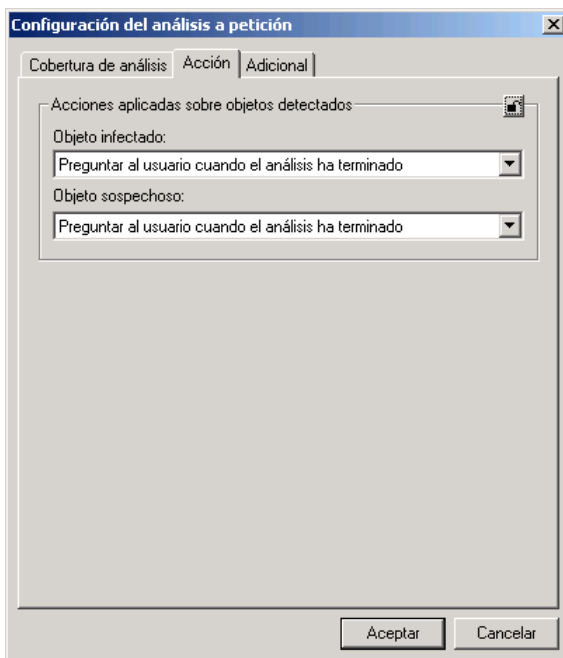 Configuración del análisis a petición
Cobertura de análisis Acción Adicional
Acciones aplicadas sobre objetos detectados
Objeto infectado:
Preguntar al usuario cuando el análisis ha terminado
Objeto sospechoso:
Preguntar al usuario cuando el análisis ha terminado
Aceptar Cancelar